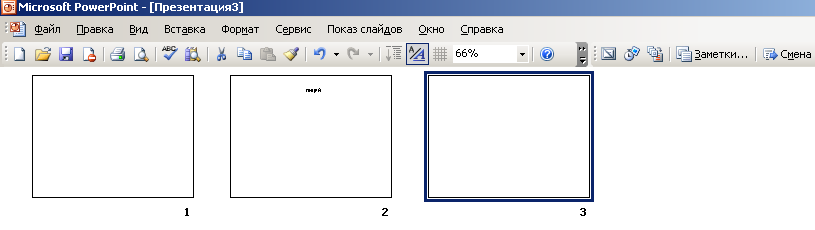 Microsoft PowerPoint - [Презентация3]
Файл Правка Вид Вставка Формат Сервис Показ слайдов Окно Справка
66% Заметки... Смена
1 2 3